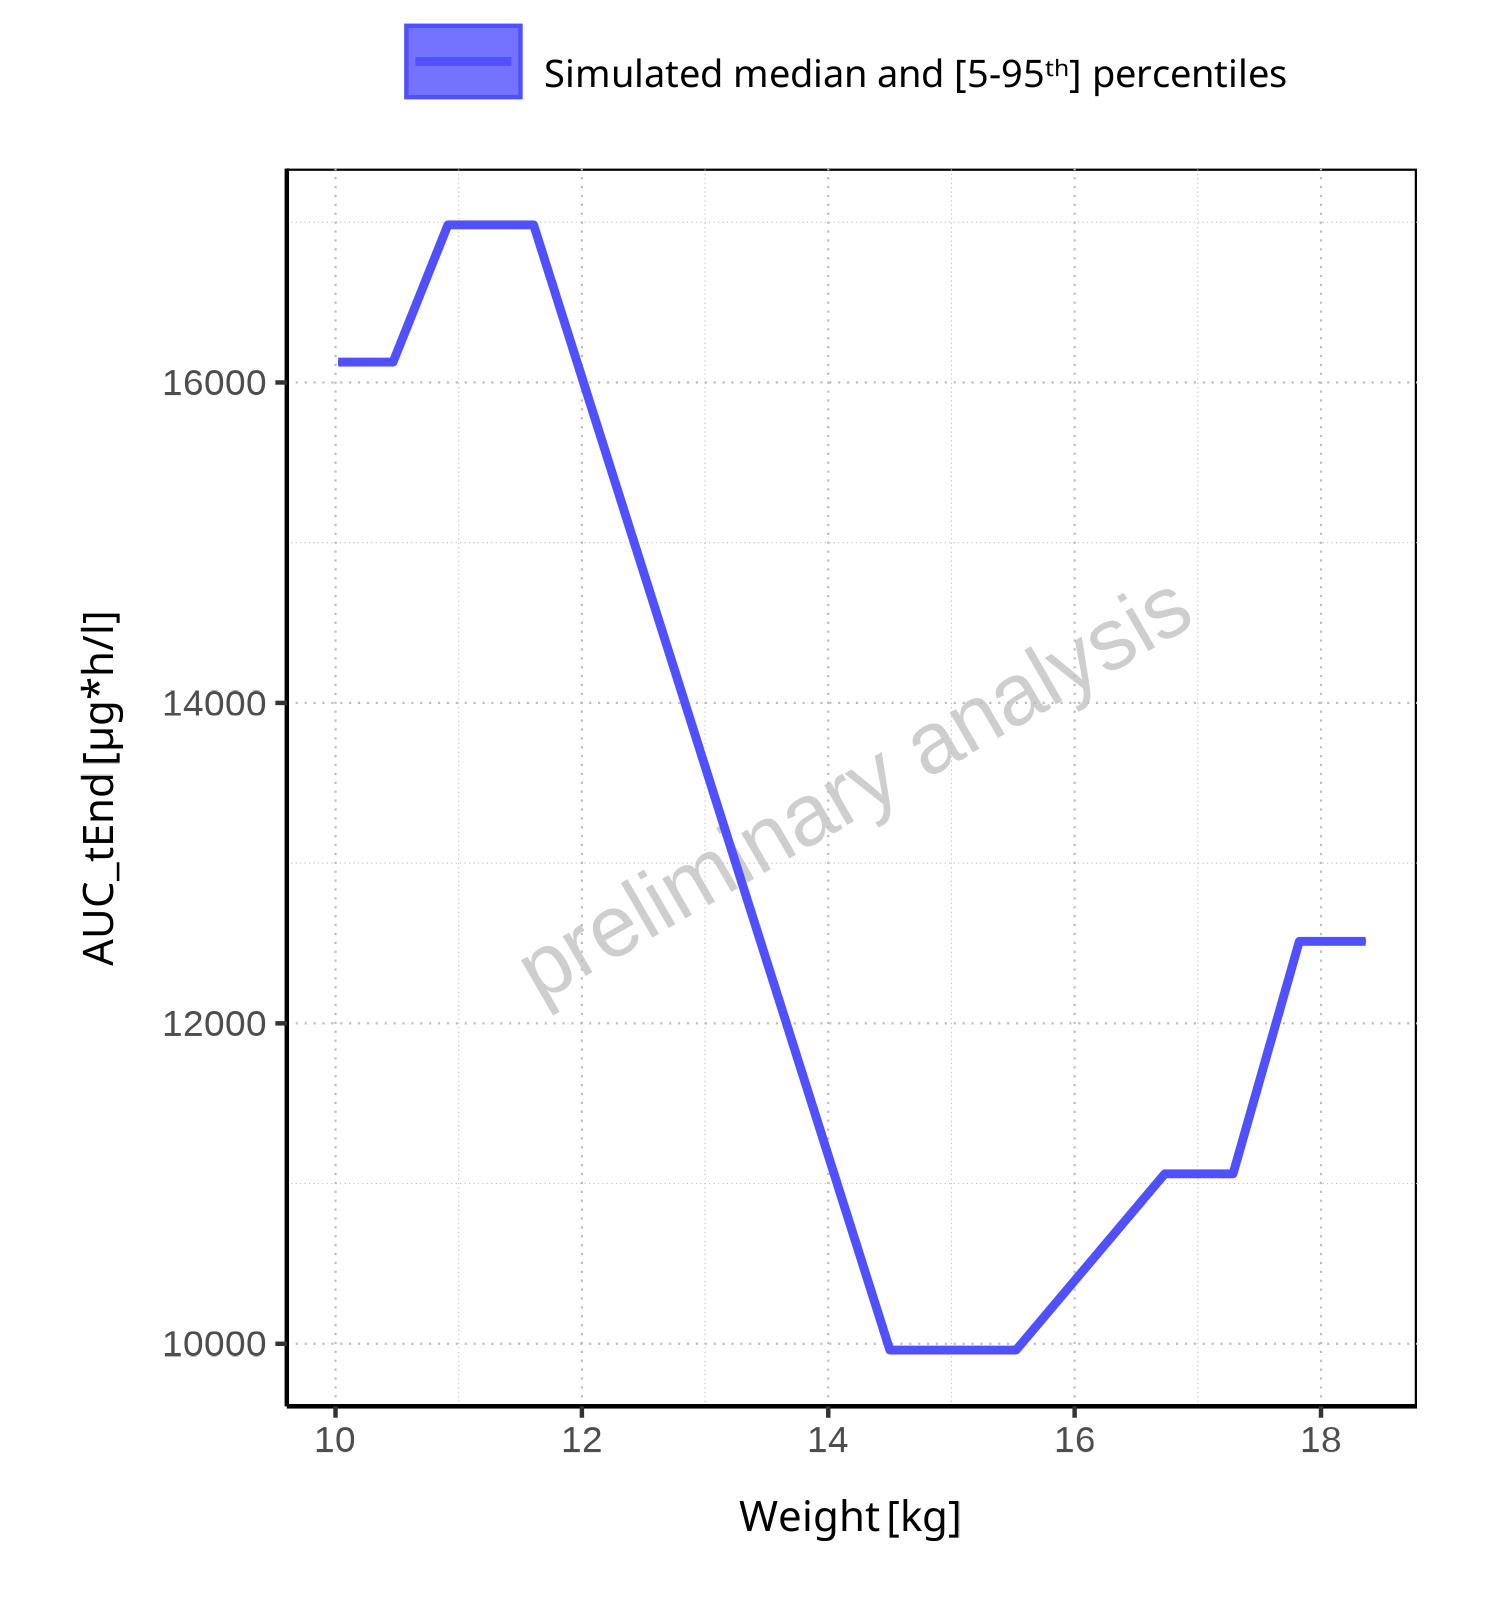 Simulated median and [5-95ᵗʰ] percentiles
16000
14000
12000
10000
AUC_tEnd [µg*h/l]
preliminary analysis
10 12 14 16 18
Weight [kg]